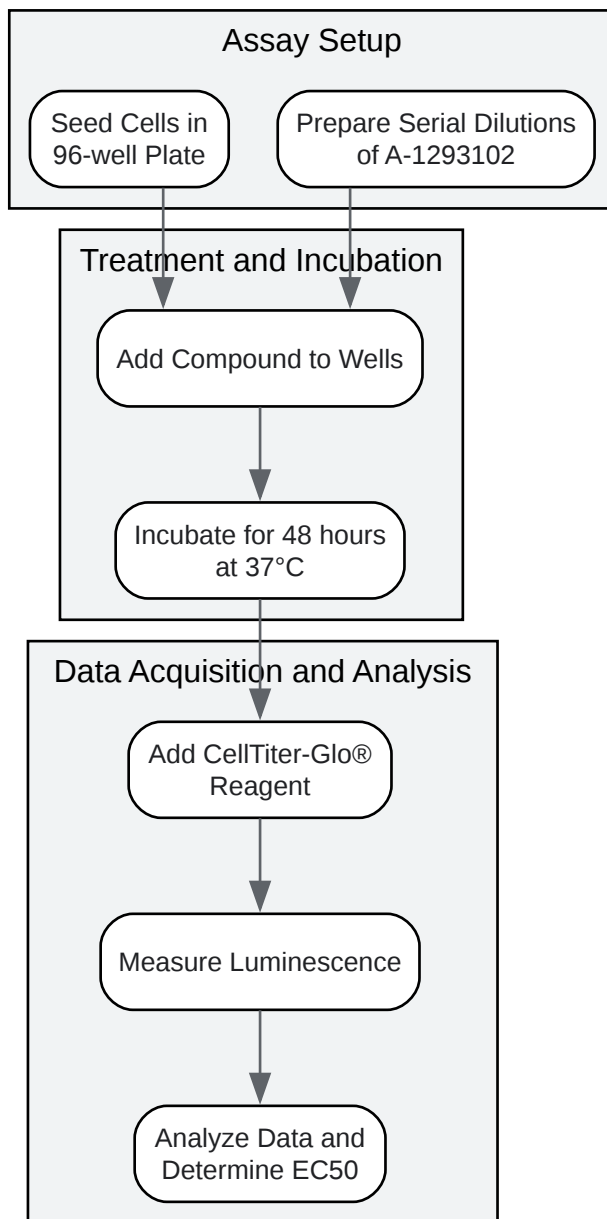 Assay Setup
Seed Cells in
96-well Plate
Prepare Serial Dilutions
of A-1293102
Treatment and Incubation
Add Compound to Wells
Incubate for 48 hours
at 37°C
Data Acquisition and Analysis
Add CellTiter-Glo®
Reagent
Measure Luminescence
Analyze Data and
Determine EC50